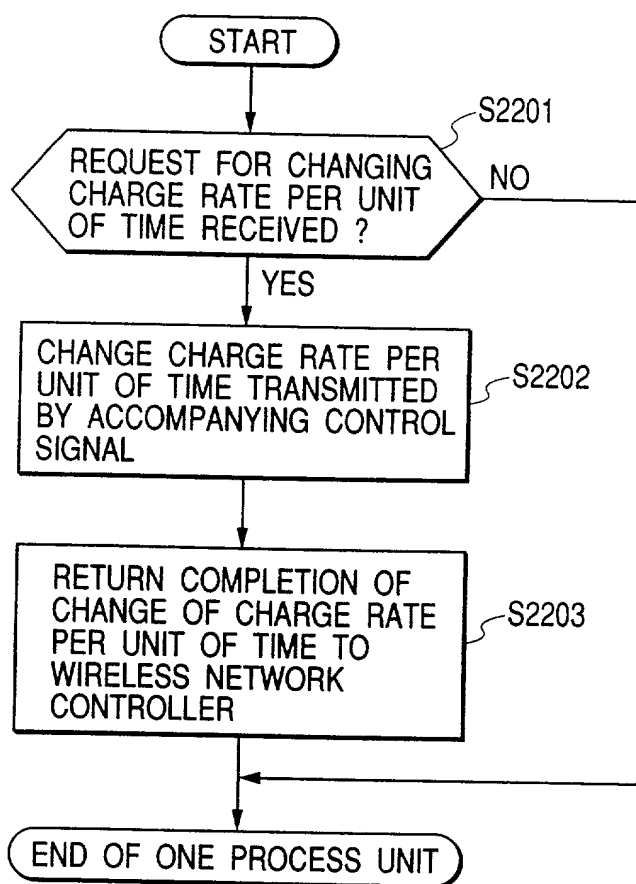 START
S2201
REQUEST FOR CHANGING
CHARGE RATE PER UNIT
OF TIME RECEIVED ?
NO
YES
CHANGE CHARGE RATE PER
UNIT OF TIME TRANSMITTED
BY ACCOMPANYING CONTROL
SIGNAL
S2202
RETURN COMPLETION OF
CHANGE OF CHARGE RATE
PER UNIT OF TIME TO
WIRELESS NETWORK
CONTROLLER
S2203
END OF ONE PROCESS UNIT